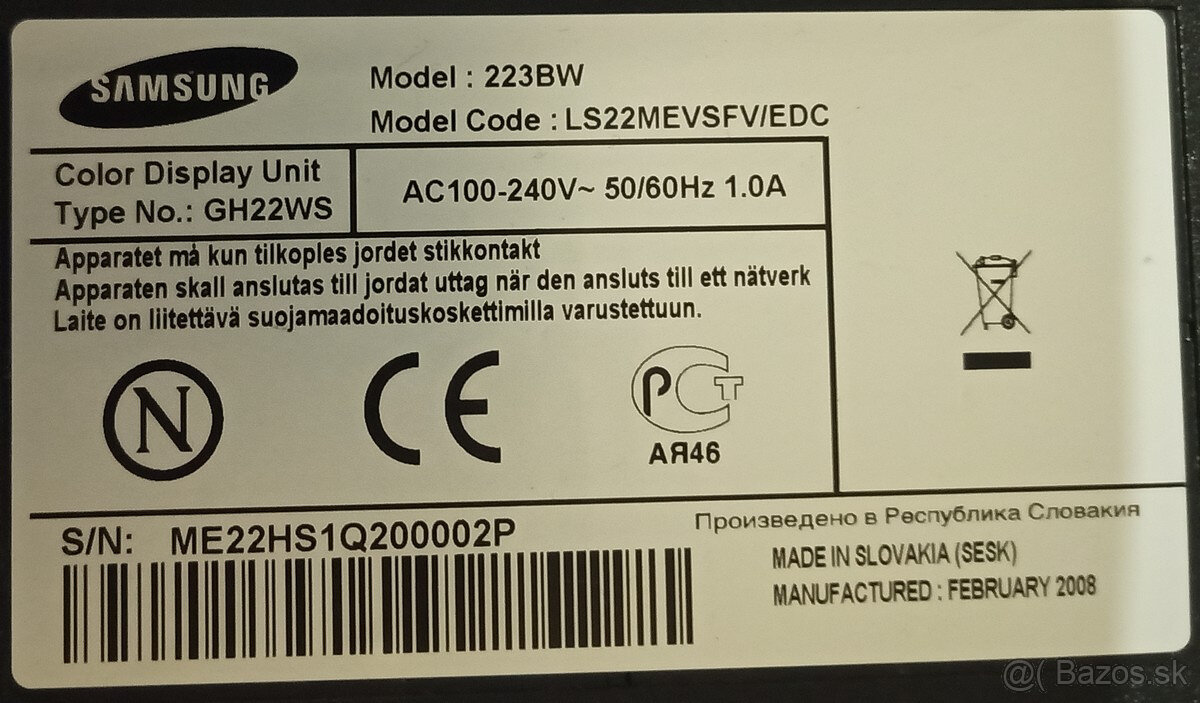 SAMSUNG
Model : 223BW
Model Code : LS22MEVSFV/EDC
Color Display Unit
Type No.: GH22WS
AC100-240V~ 50/60Hz 1.0A
Apparatet må kun tilkoples jordet stikkontakt
Apparaten skall anslutas till jordat uttag när den ansluts till ett nätverk
Laite on liitettävä suojamaadoituskoskettimilla varustettuun.
N
CE
РСТ
АЯ46
S/N: ME22HS1Q200002P
Произведено в Республика Словакия
MADE IN SLOVAKIA (SESK)
MANUFACTURED : FEBRUARY 2008
@( Bazos.sk